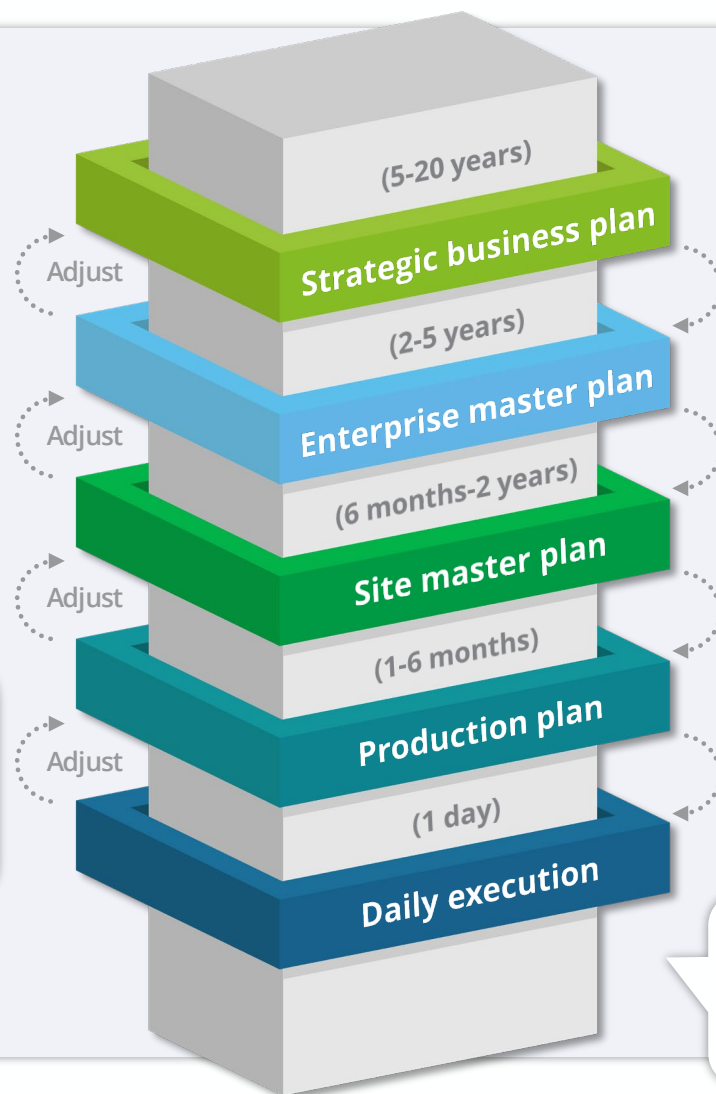 (5-20 years)
Strategic business plan
Adjust
(2-5 years)
Enterprise master plan
Adjust
(6 months-2 years)
Site master plan
Adjust
(1-6 months)
Production plan
Adjust
(1 day)
Daily execution